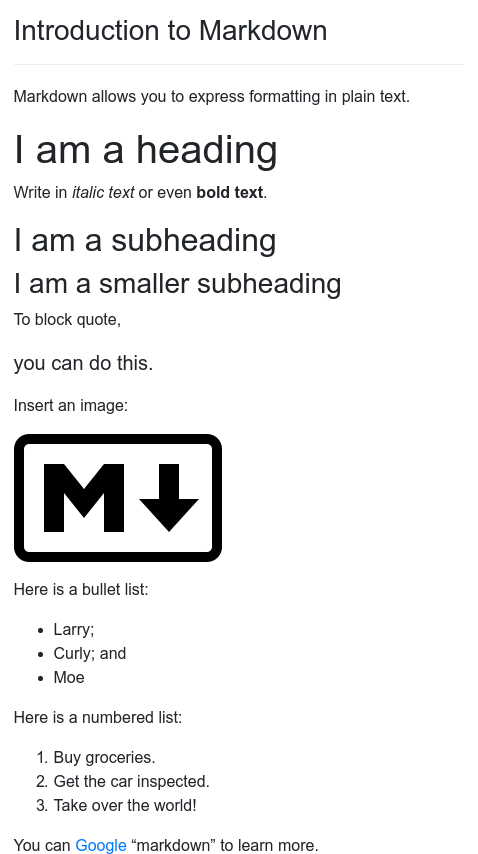 Introduction to Markdown
Markdown allows you to express formatting in plain text.
I am a heading
Write in italic text or even bold text.
I am a subheading
I am a smaller subheading
To block quote,
you can do this.
Insert an image:
M
Here is a bullet list:
• Larry;
• Curly; and
• Moe
Here is a numbered list:
1. Buy groceries.
2. Get the car inspected.
3. Take over the world!
You can Google “markdown” to learn more.